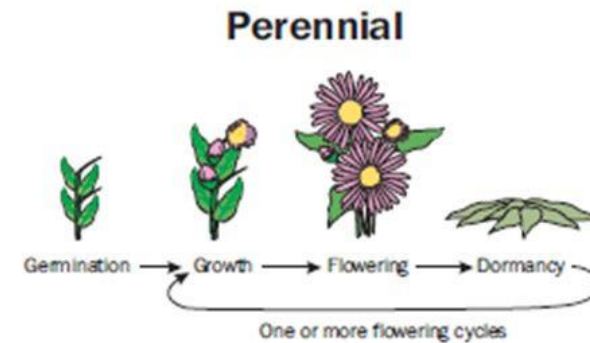 Perennial
Germination Growth Flowering Dormancy
One or more flowering cycles